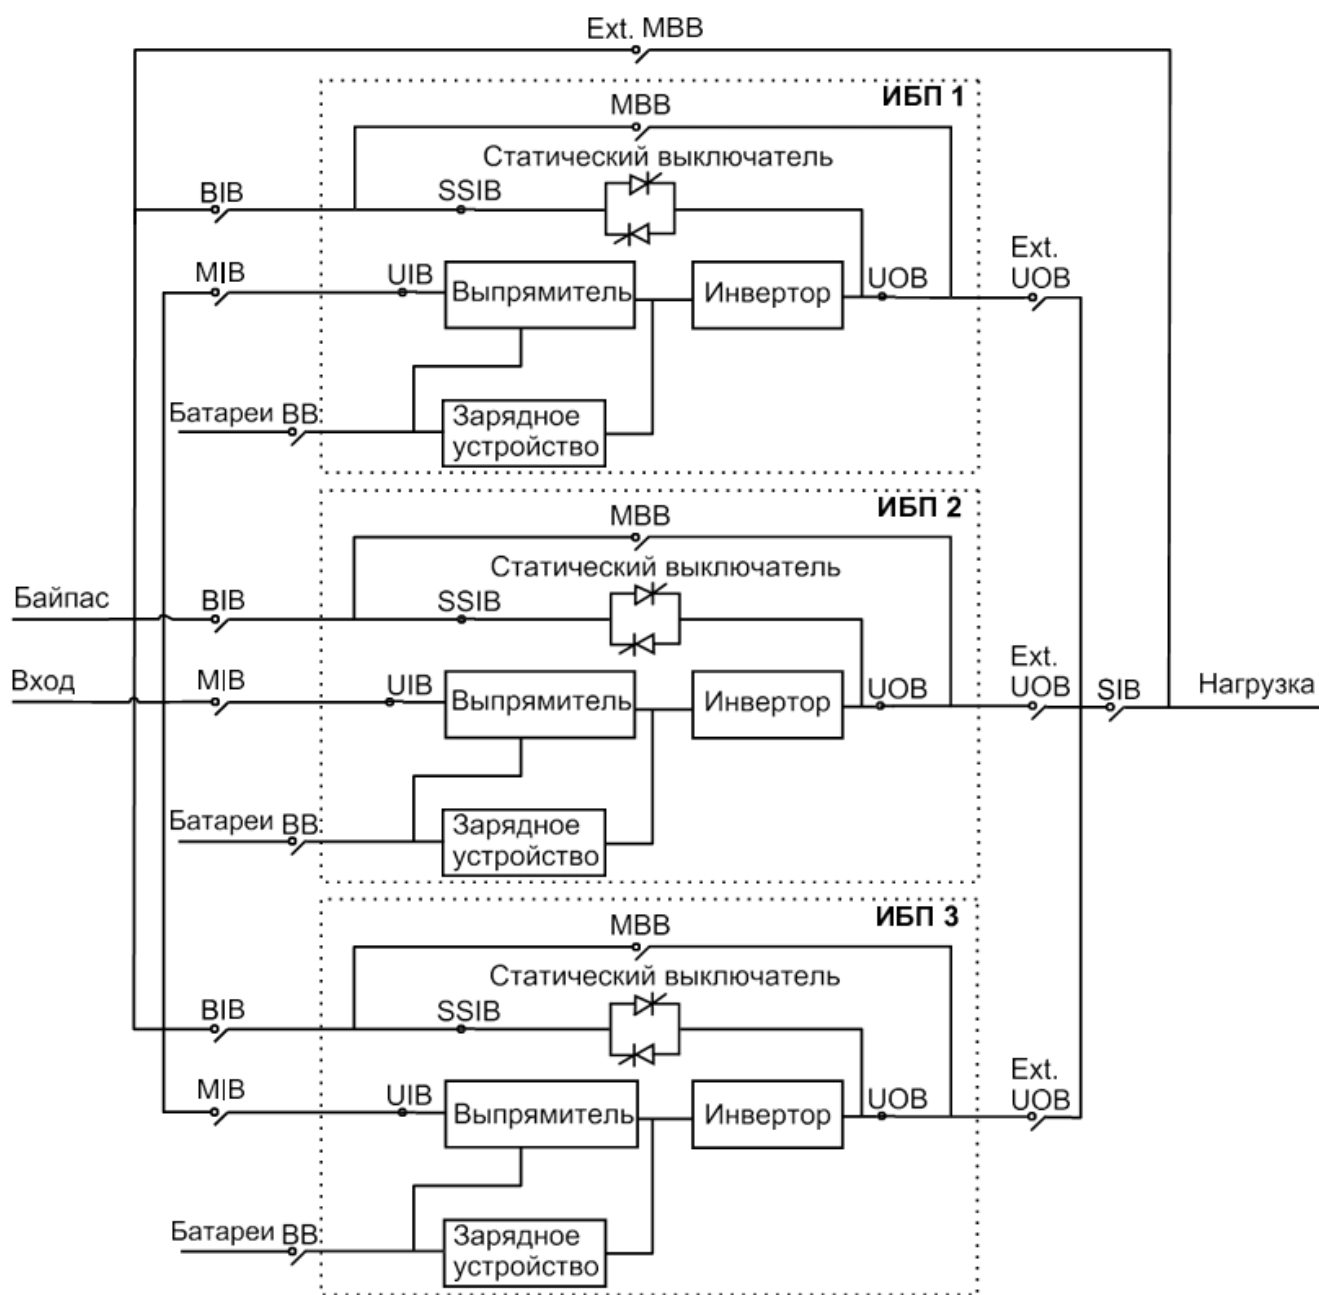 Ext. MBB
ИБП 1
MBB
Статический выключатель
BIB
SSIB
MIB
UIB
Выпрямитель
Инвертор
UOB
Ext.
UOB
Батареи BB
Зарядное
устройство
ИБП 2
MBB
Статический выключатель
Байпас
BIB
SSIB
Вход
MIB
UIB
Выпрямитель
Инвертор
UOB
Ext.
UOB
SIB
Нагрузка
Батареи BB
Зарядное
устройство
ИБП 3
MBB
Статический выключатель
BIB
SSIB
MIB
UIB
Выпрямитель
Инвертор
UOB
Ext.
UOB
Батареи BB
Зарядное
устройство